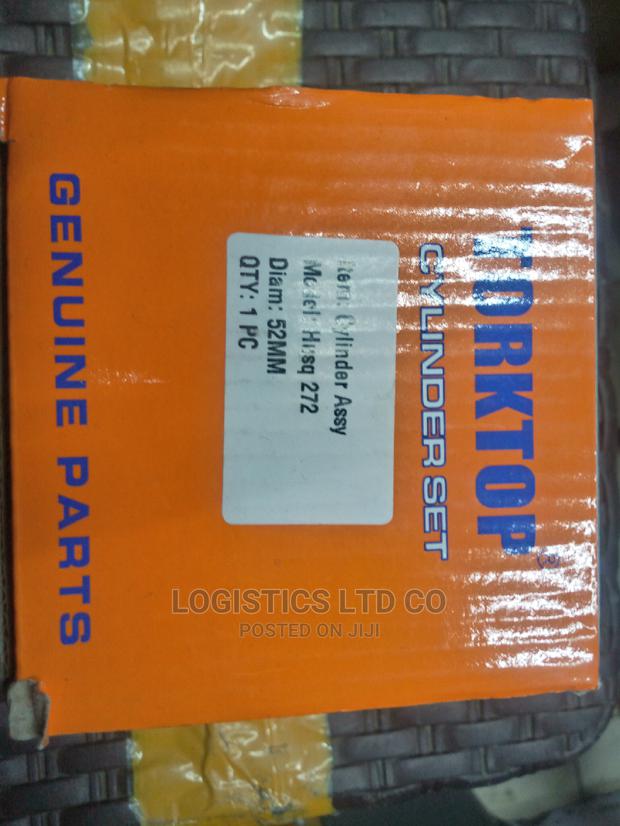 YORKTOP®
CYLINDER SET
Item: Cylinder Assy
Model: Husq 272
Diam: 52MM
QTY: 1 PC
GENUINE PARTS
LOGISTICS LTD CO
POSTED ON JIJI